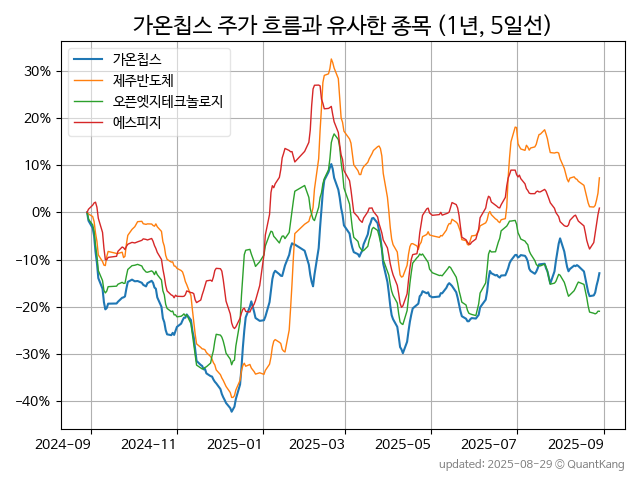 가온칩스 주가 흐름과 유사한 종목 (1년, 5일선)
가온칩스
제주반도체
오픈엣지테크놀로지
에스피지
30%
20%
10%
0%
−10%
−20%
−30%
−40%
2024-09 2024-11 2025-01 2025-03 2025-05 2025-07 2025-09
updated: 2025-08-29 © QuantKang